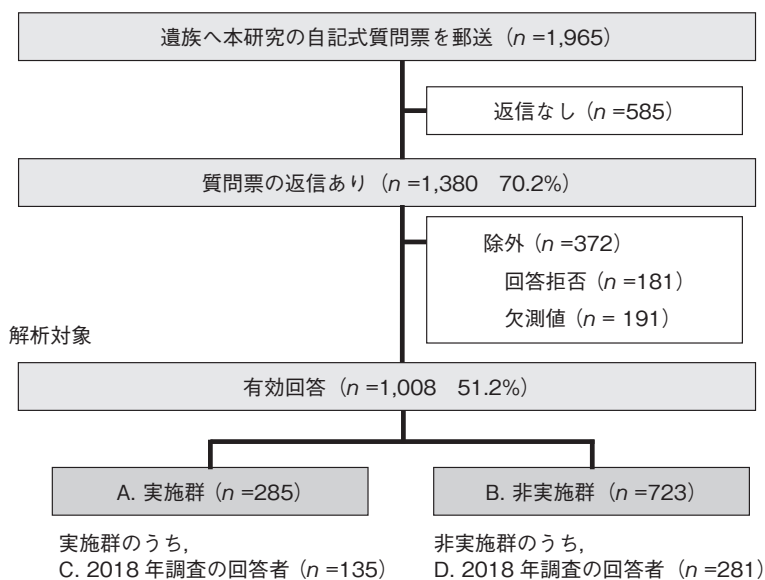 遺族へ本研究の自記式質問票を郵送（n =1,965）
返信なし（n =585）
質問票の返信あり（n =1,380　70.2%）
除外（n =372）
回答拒否（n =181）
欠測値（n = 191）
解析対象
有効回答（n =1,008　51.2%）
A. 実施群（n =285）
B. 非実施群（n =723）
実施群のうち，
C. 2018 年調査の回答者（n =135）
非実施群のうち，
D. 2018 年調査の回答者（n =281）